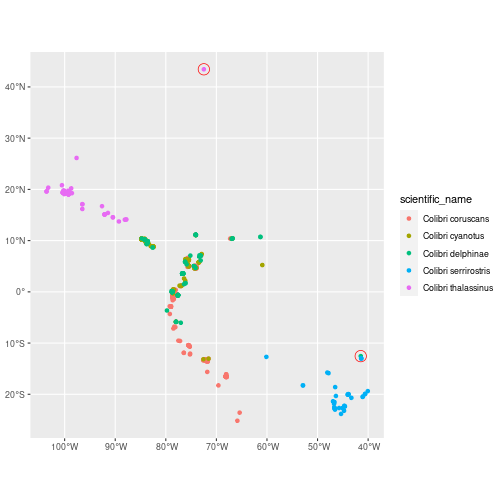 40°N
30°N
20°N
10°N
0°
10°S
20°S
100°W 90°W 80°W 70°W 60°W 50°W 40°W
scientific_name
Colibri coruscans
Colibri cyanotus
Colibri delphinae
Colibri serrirostris
Colibri thalassinus